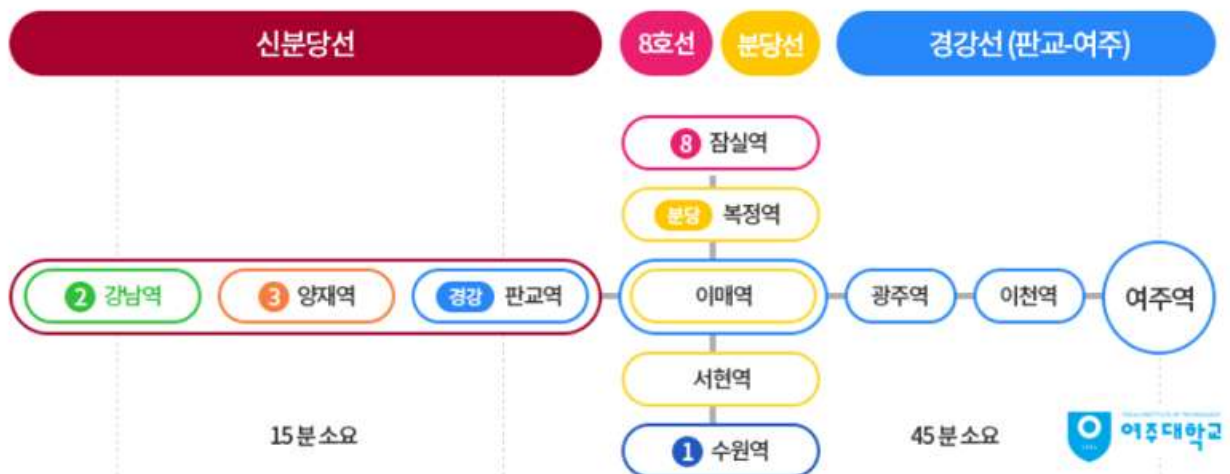 신분당선
8호선
분당선
경강선 (판교-여주)
8 잠실역
분당 복정역
2 강남역
3 양재역
경강 판교역
이매역
광주역
이천역
여주역
서현역
15분 소요
1 수원역
45분 소요
여주대학교